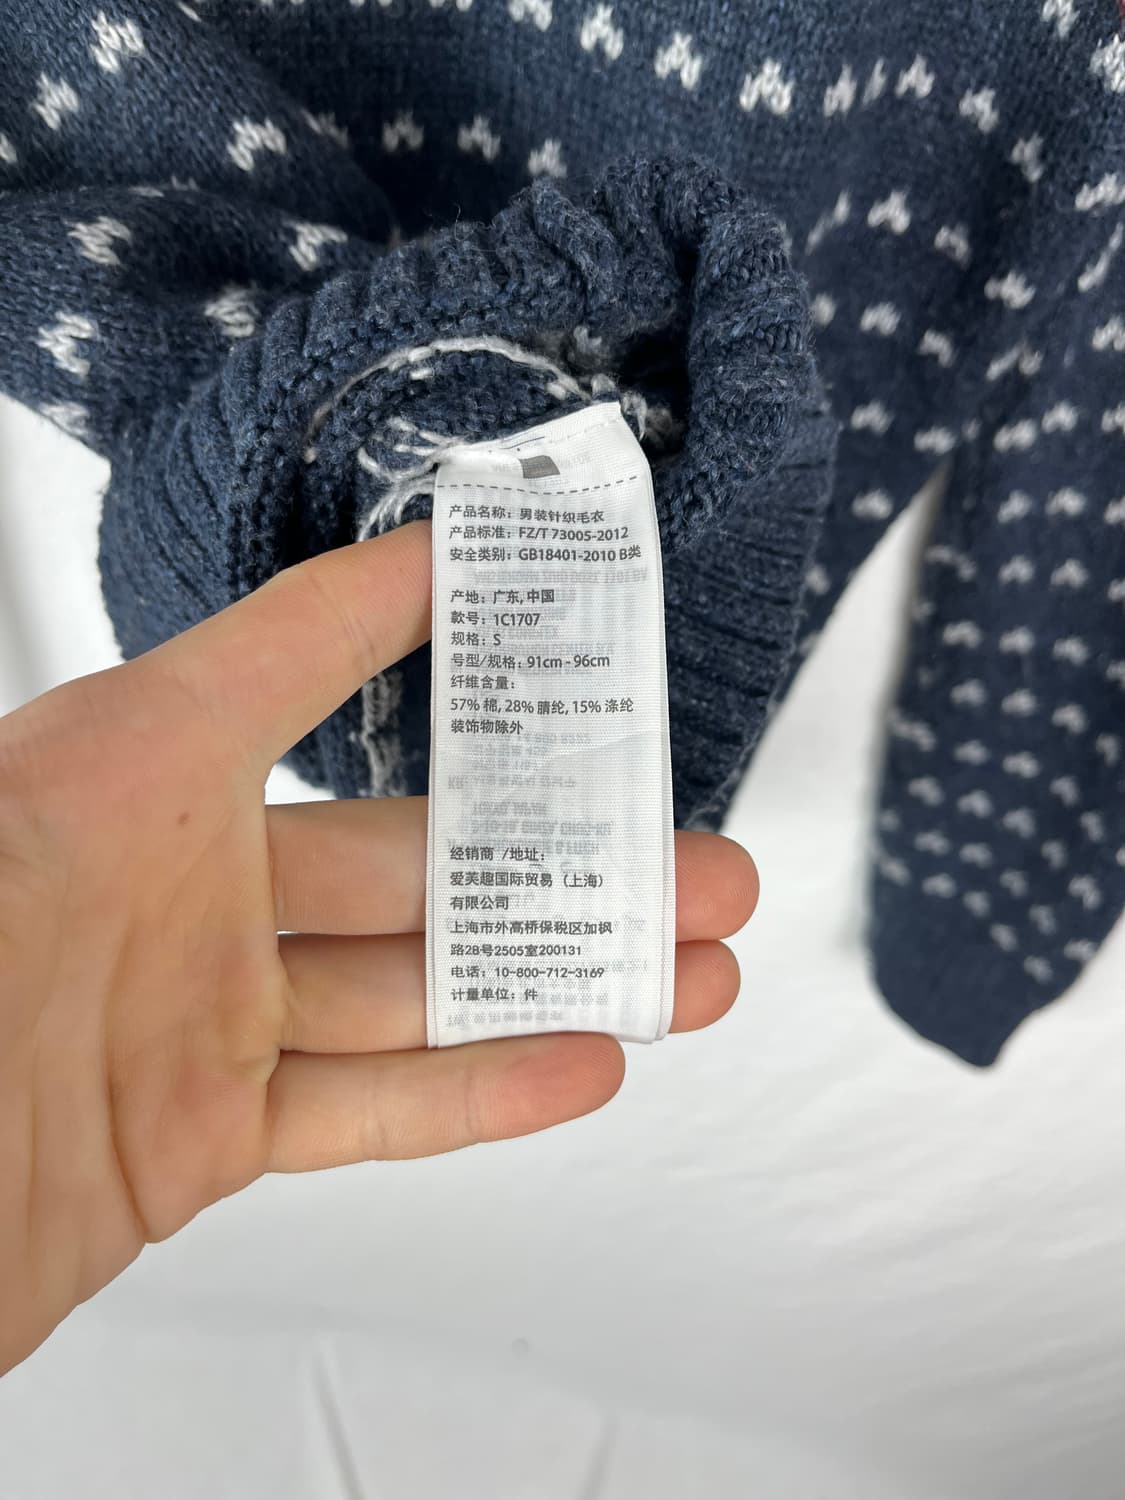 产品名称：男装针织毛衣
产品标准：FZ/T 73005-2012
安全类别：GB18401-2010 B类
产地：广东,中国
款号：1C1707
规格：S
号型/规格：91cm - 96cm
纤维含量：
57% 棉, 28% 腈纶, 15% 涤纶
装饰物除外
经销商 /地址：
爱芙趣国际贸易（上海）
有限公司
上海市外高桥保税区加枫
路28号2505室200131
电话：10-800-712-3169
计量单位：件